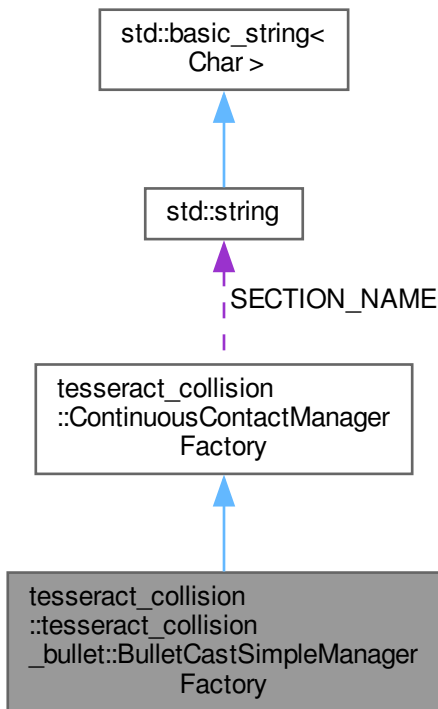 std::basic_string<
Char >
std::string
SECTION_NAME
tesseract_collision
::ContinuousContactManager
Factory
tesseract_collision
::tesseract_collision
_bullet::BulletCastSimpleManager
Factory